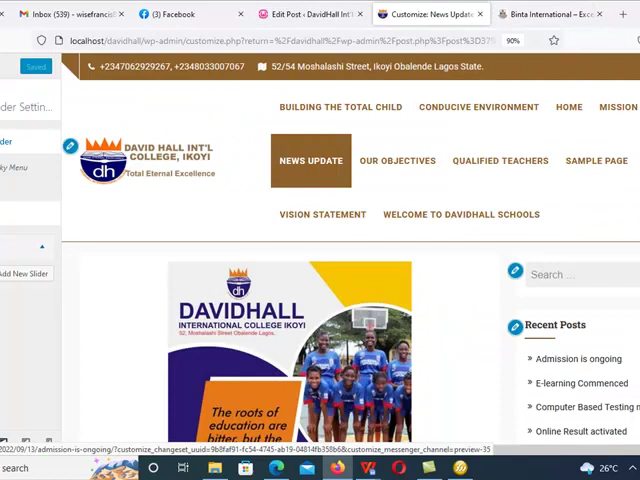 M (539) - wisefrancis8
Facebook
Edit Post ‹ DavidHall Int'l
Customize: News Update
Binta International – Exce
localhost/davidhall/wp-admin/customize.php?return=%2Fdavidhall%2Fwp-admin%2Fpost.php%3Fpost%3D37
90%
Saved
+2347062929267, +2348033007067
52/54 Moshalashi Street, Ikoyi Obalende Lagos State.
der Settin...
der
ky Menu
Add New Slider
BUILDING THE TOTAL CHILD
CONDUCIVE ENVIRONMENT
HOME
MISSION
DAVID HALL INT'L
COLLEGE, IKOYI
dh
Total Eternal Excellence
NEWS UPDATE
OUR OBJECTIVES
QUALIFIED TEACHERS
SAMPLE PAGE
VISION STATEMENT
WELCOME TO DAVIDHALL SCHOOLS
dh
DAVIDHALL
INTERNATIONAL COLLEGE IKOYI
52, Moshalashi Street Obalende Lagos.
The roots of
education are
bitter, but the
Search ...
Recent Posts
» Admission is ongoing
» E-learning Commenced
» Computer Based Testing n
» Online Result activated
2022/09/13/admission-is-ongoing/?customize_changeset_uuid=9b8faf91-fc54-4745-ab19-04814fb358b6&customize_messenger_channel=preview-35
search
26°C